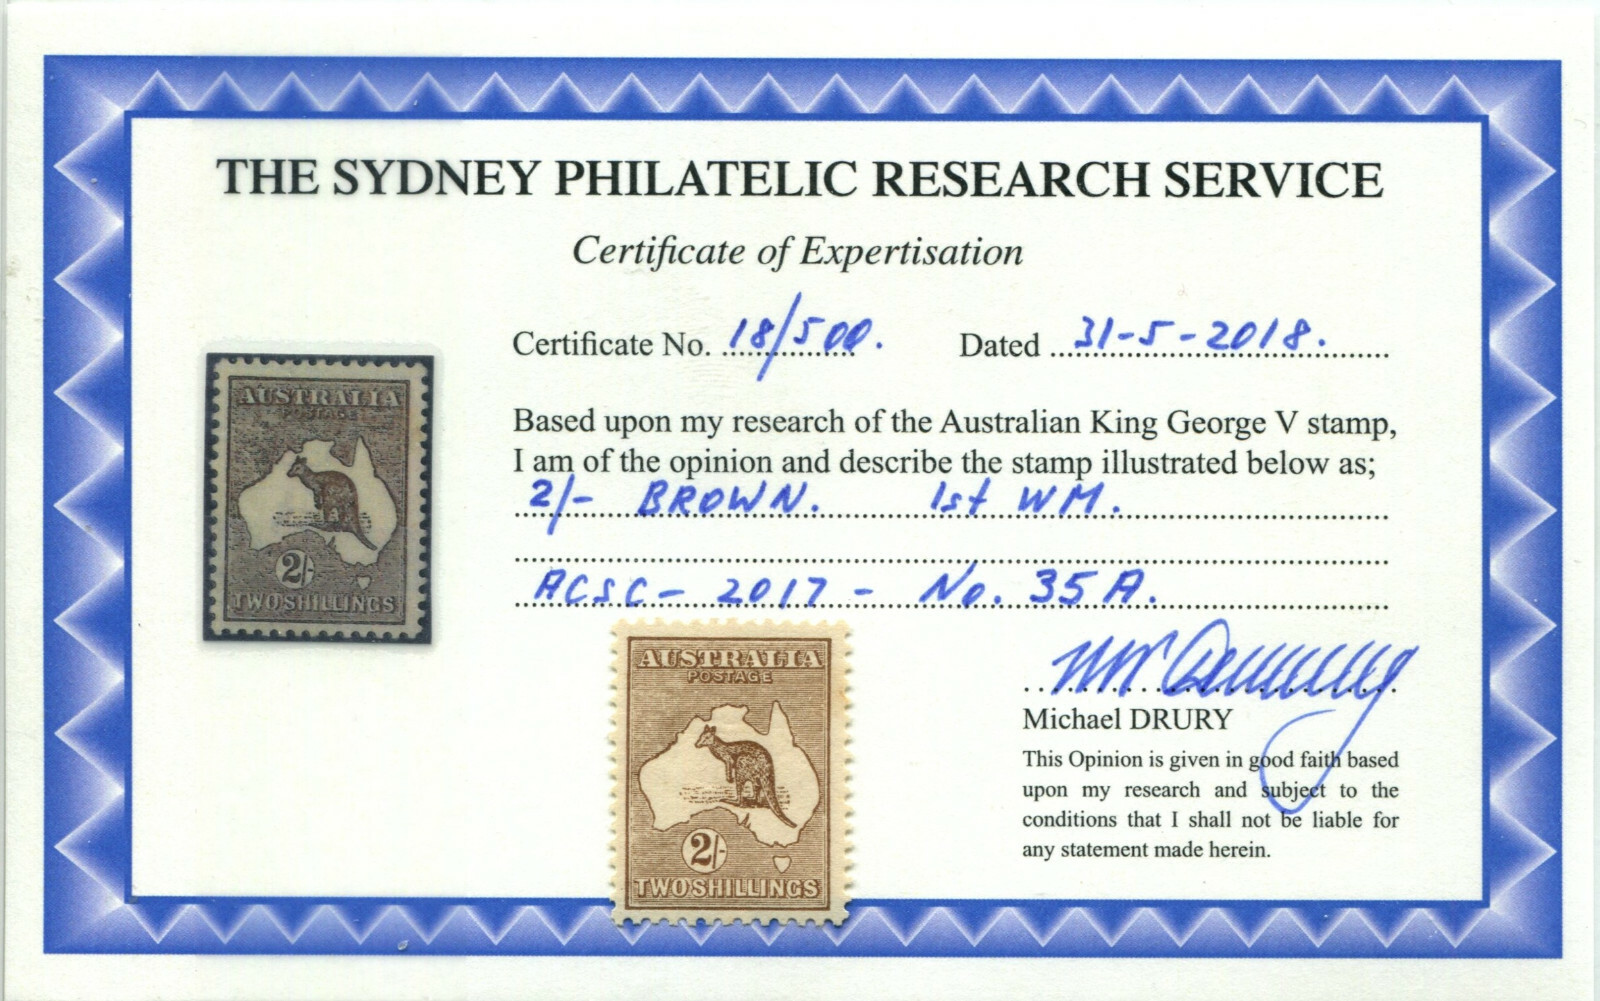 THE SYDNEY PHILATELIC RESEARCH SERVICE
Certificate of Expertisation
Certificate No. 18/500. Dated 31-5-2018.
Based upon my research of the Australian King George V stamp,
I am of the opinion and describe the stamp illustrated below as;
2/- BROWN. 1st WM.
ACSC - 2017 - No. 35A.
AUSTRALIA
POSTAGE
2/-
TWO SHILLINGS
AUSTRALIA
POSTAGE
2/-
TWO SHILLINGS
Michael DRURY
This Opinion is given in good faith based
upon my research and subject to the
conditions that I shall not be liable for
any statement made herein.